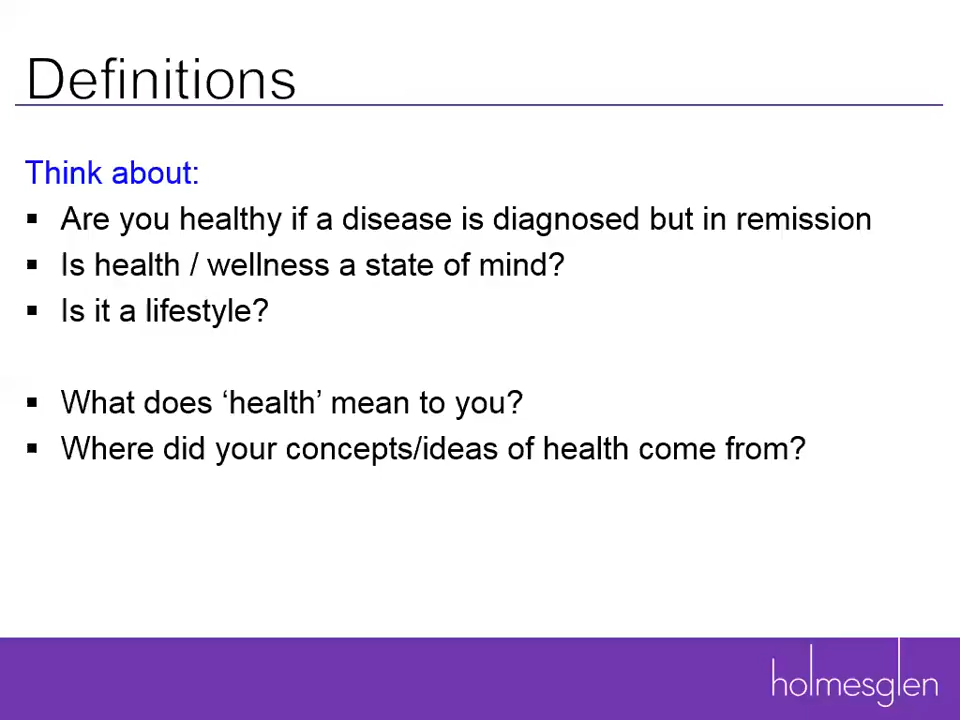 Definitions
Think about:
▪ Are you healthy if a disease is diagnosed but in remission
▪ Is health / wellness a state of mind?
▪ Is it a lifestyle?
▪ What does ‘health’ mean to you?
▪ Where did your concepts/ideas of health come from?
holmesglen